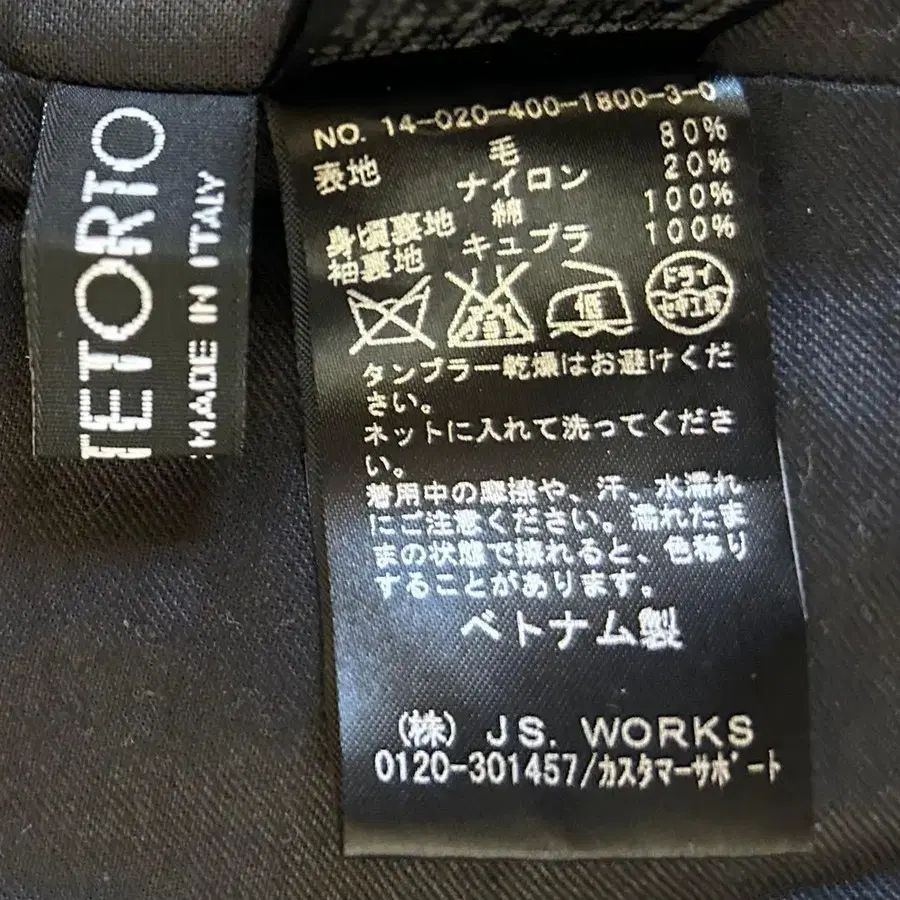 TETORTO
MADE IN ITALY
NO. 14-020-400-1800-3-0
表地 毛 80%
ナイロン 20%
身頃裏地 綿 100%
袖裏地 キュプラ 100%
低
ドライ
セキユ系
タンブラー乾燥はお避けくだ
さい。
ネットに入れて洗ってくださ
い。
着用中の摩擦や、汗、水濡れ
にご注意ください。濡れたま
まの状態で擦れると、色移り
することがあります。
ベトナム製
(株) JS. WORKS
0120-301457/カスタマーサポート